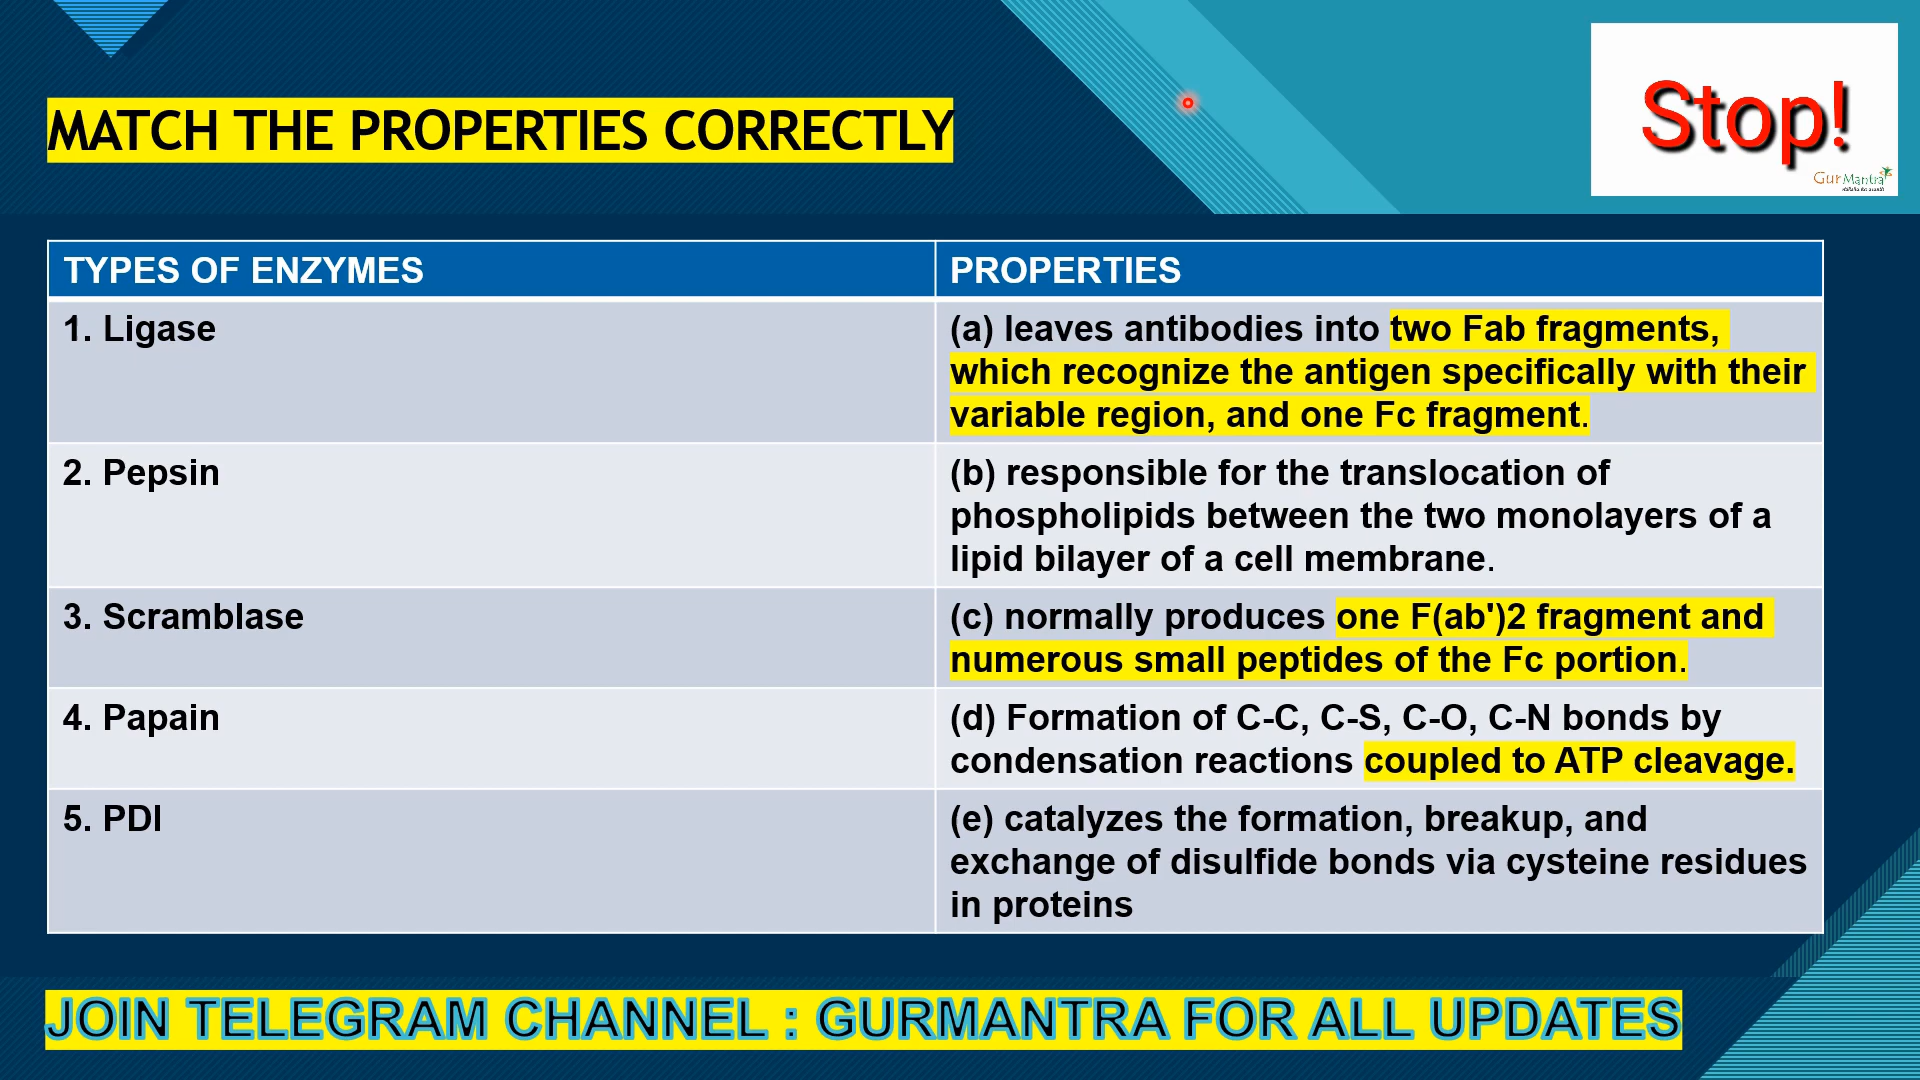 Stop!
GurMantra
MATCH THE PROPERTIES CORRECTLY
TYPES OF ENZYMES
PROPERTIES
1. Ligase
(a) leaves antibodies into two Fab fragments,
which recognize the antigen specifically with their
variable region, and one Fc fragment.
2. Pepsin
(b) responsible for the translocation of
phospholipids between the two monolayers of a
lipid bilayer of a cell membrane.
3. Scramblase
(c) normally produces one F(ab')2 fragment and
numerous small peptides of the Fc portion.
4. Papain
(d) Formation of C-C, C-S, C-O, C-N bonds by
condensation reactions coupled to ATP cleavage.
5. PDI
(e) catalyzes the formation, breakup, and
exchange of disulfide bonds via cysteine residues
in proteins
JOIN TELEGRAM CHANNEL : GURMANTRA FOR ALL UPDATES